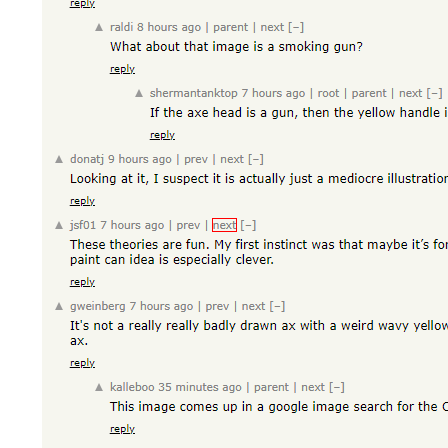 reply
▲ raldi 8 hours ago | parent | next [–]
What about that image is a smoking gun?
reply
▲ shermantanktop 7 hours ago | root | parent | next [–]
If the axe head is a gun, then the yellow handle
reply
▲ donatj 9 hours ago | prev | next [–]
Looking at it, I suspect it is actually just a mediocre illustration
reply
▲ jsf01 7 hours ago | prev | next [–]
These theories are fun. My first instinct was that maybe it’s
paint can idea is especially clever.
reply
▲ gweinberg 7 hours ago | prev | next [–]
It's not a really really badly drawn ax with a weird wavy
ax.
reply
▲ kalleboo 35 minutes ago | parent | next [–]
This image comes up in a google image search for the
reply